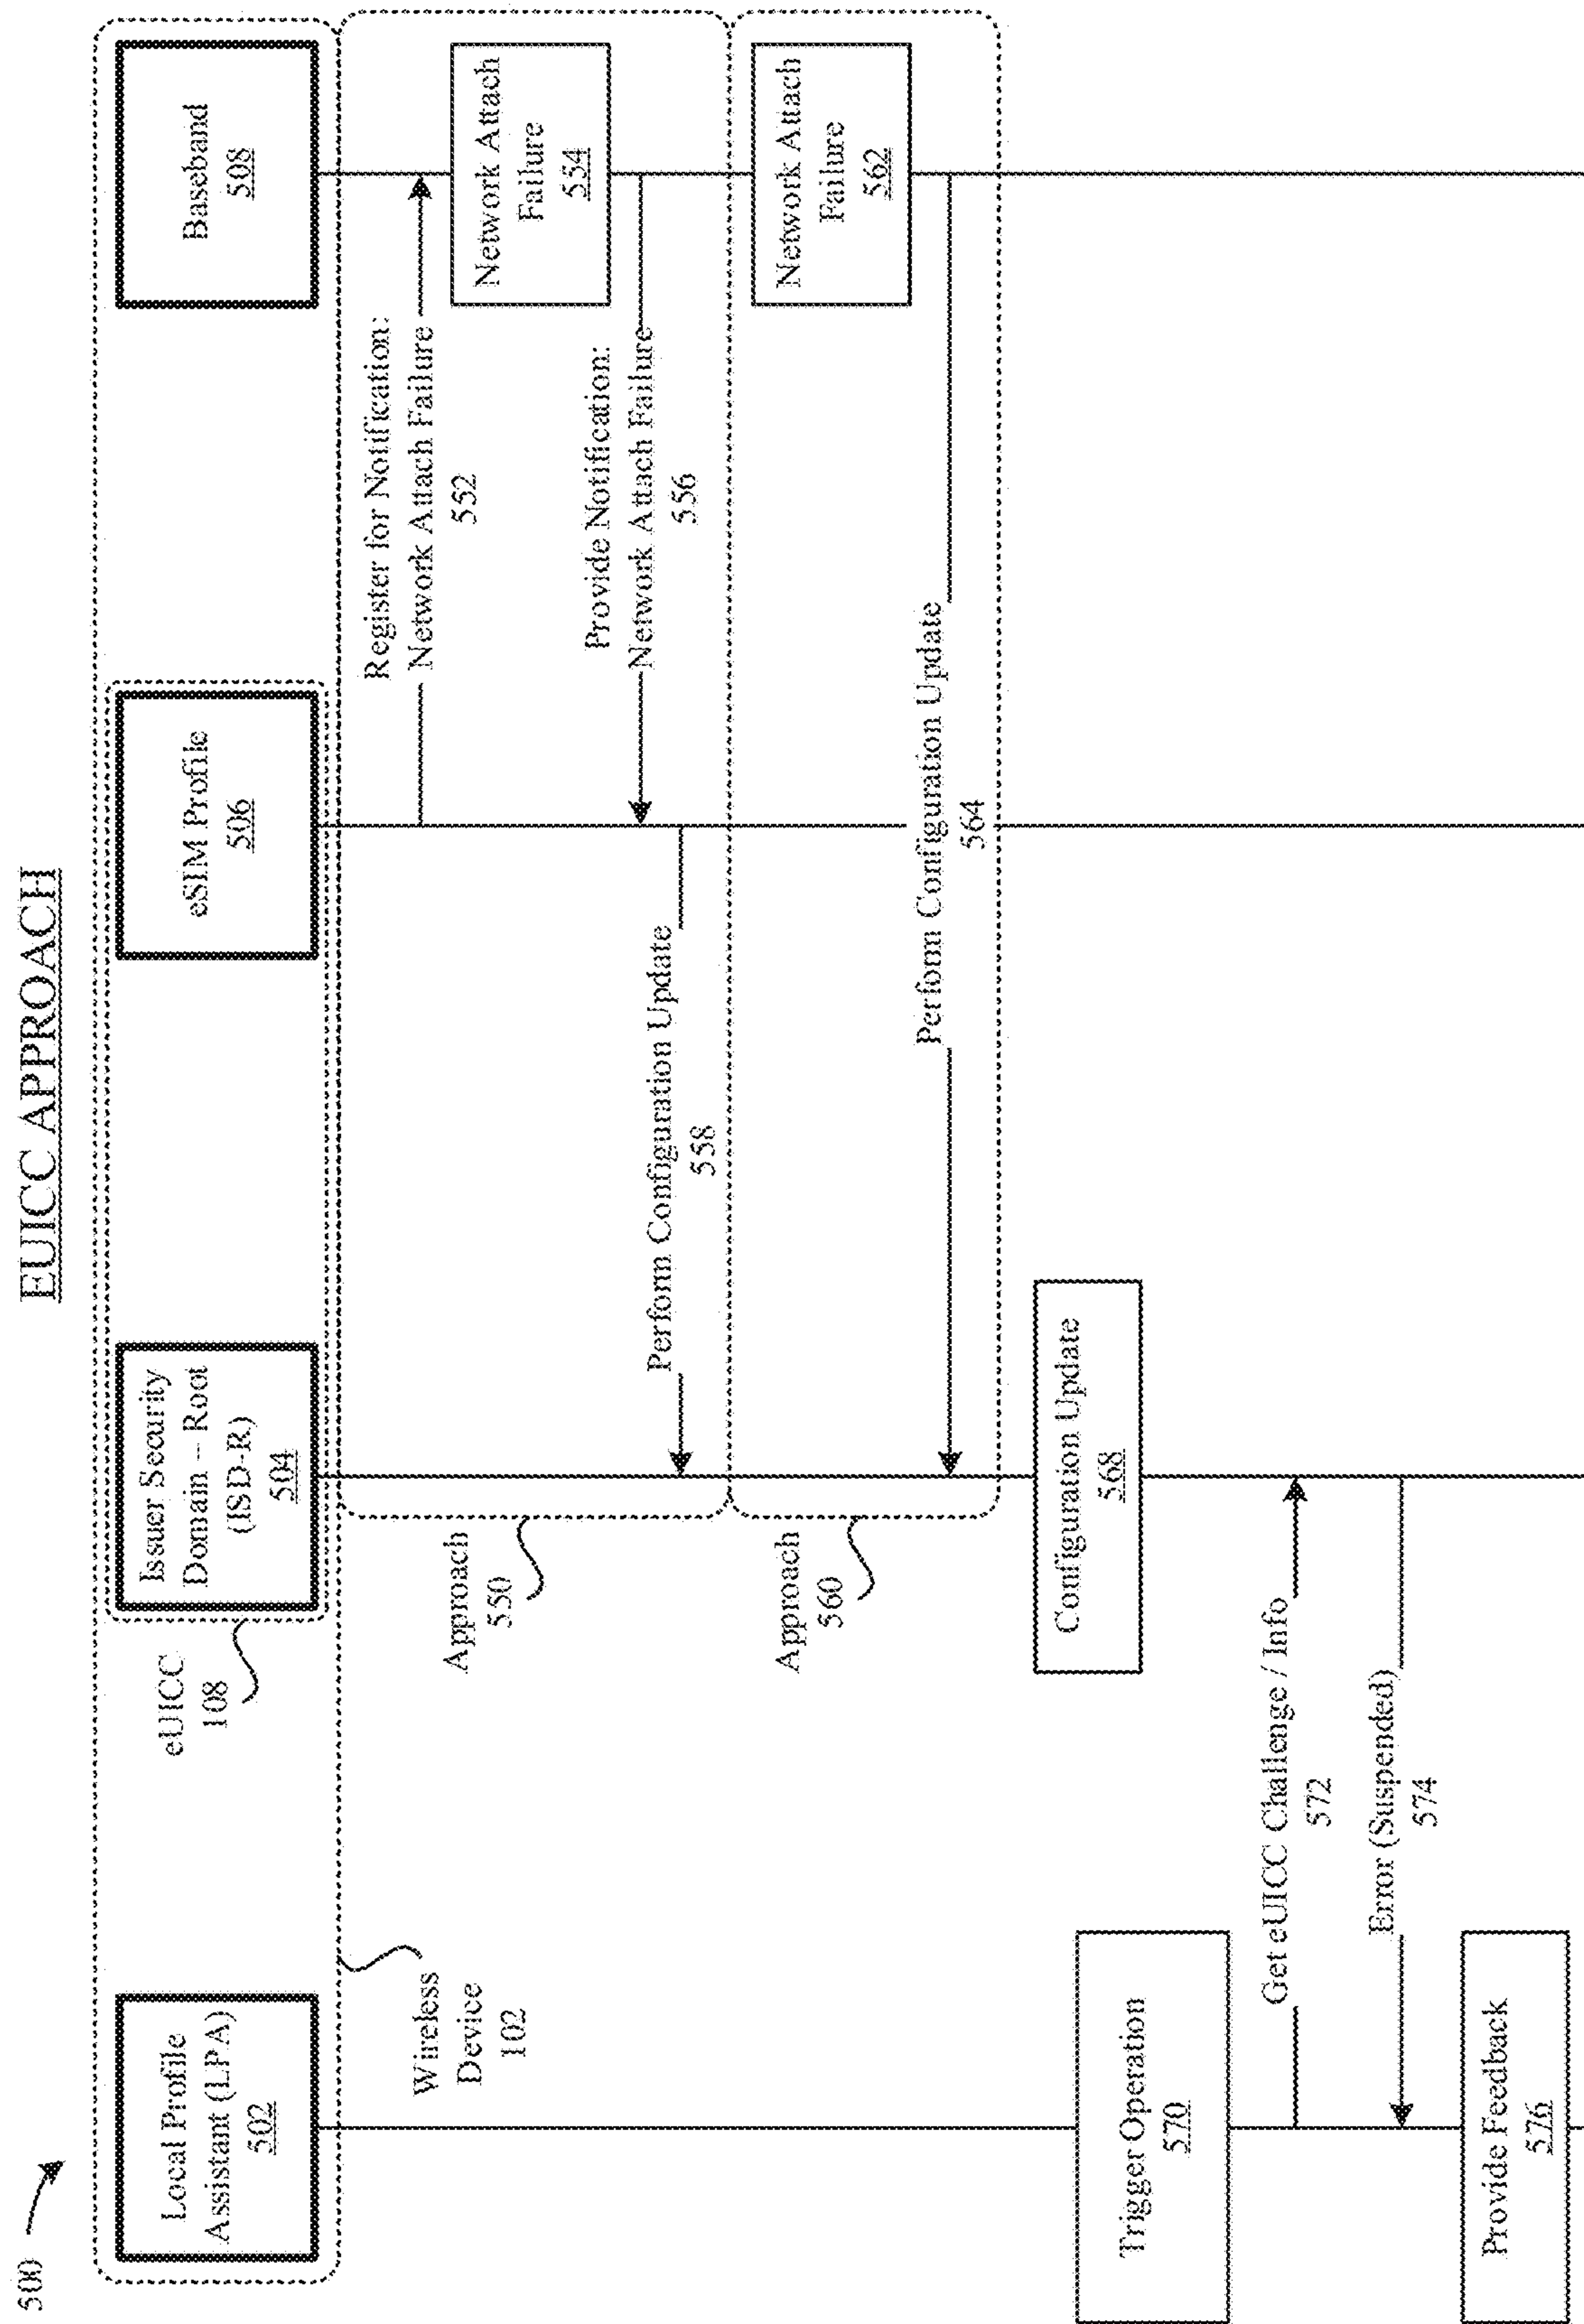 500
EUICC APPROACH
Local Profile
Assistant (LPA)
502
Issuer Security
Domain – Root
(ISD-R)
504
eSIM Profile
506
Baseband
508
eUICC
108
Wireless
Device
102
Approach
550
Register for Notification:
Network Attach Failure
552
Network Attach
Failure
554
Provide Notification:
Network Attach Failure
556
Perform Configuration Update
558
Approach
560
Network Attach
Failure
562
Perform Configuration Update
564
Configuration Update
568
Trigger Operation
570
Get eUICC Challenge / Info
572
Error (Suspended)
574
Provide Feedback
576